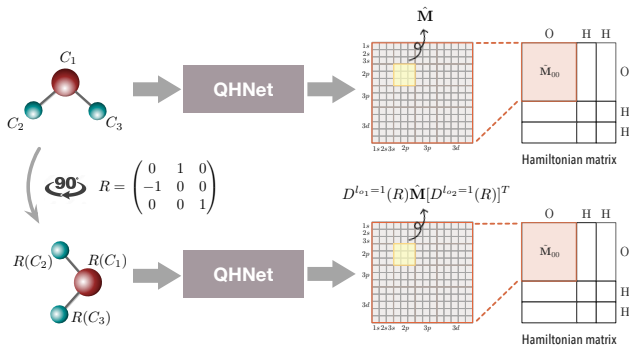 M̂
C₁
C₂
C₃
QHNet
1s
2s
3s
2p
3p
3d
1s 2s 3s 2p 3p 3d
O H H
M̂₀₀
O
H
H
Hamiltonian matrix
90°
R = ( 0 1 0
−1 0 0
0 0 1 )
D^{l_{o_1}=1}(R)M̂[D^{l_{o_2}=1}(R)]^T
R(C₂)
R(C₁)
R(C₃)
QHNet
1s
2s
3s
2p
3p
3d
1s 2s 3s 2p 3p 3d
O H H
M̂₀₀
O
H
H
Hamiltonian matrix